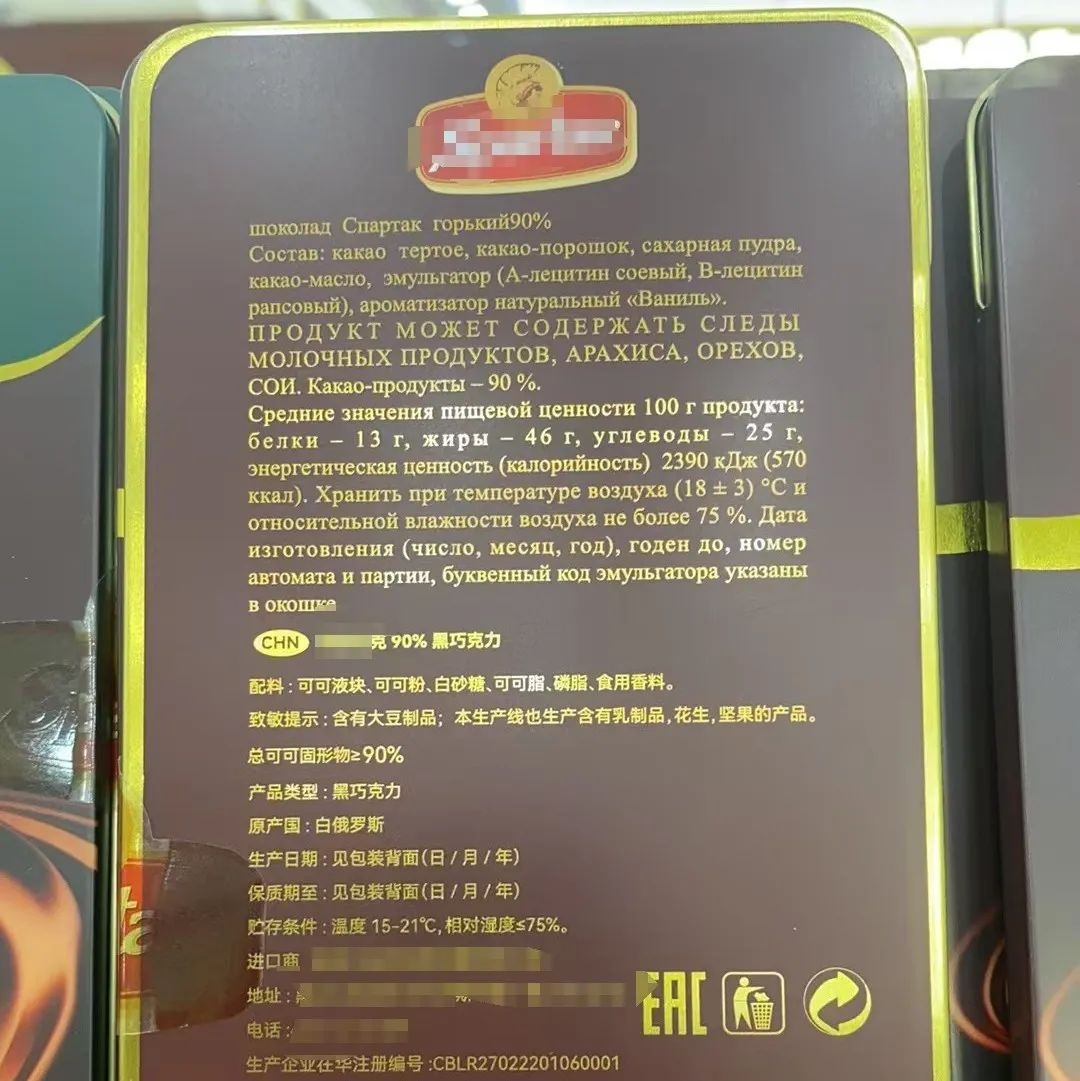 шоколад Спартак горький90%
Состав: какао тертое, какао-порошок, сахарная пудра,
какао-масло, эмульгатор (А-лецитин соевый, В-лецитин
рапсовый), ароматизатор натуральный «Ваниль».
ПРОДУКТ МОЖЕТ СОДЕРЖАТЬ СЛЕДЫ
МОЛОЧНЫХ ПРОДУКТОВ, АРАХИСА, ОРЕХОВ,
СОИ. Какао-продукты – 90 %.
Средние значения пищевой ценности 100 г продукта:
белки – 13 г, жиры – 46 г, углеводы – 25 г,
энергетическая ценность (калорийность) 2390 кДж (570
ккал). Хранить при температуре воздуха (18 ± 3) °С и
относительной влажности воздуха не более 75 %. Дата
изготовления (число, месяц, год), годен до, номер
автомата и партии, буквенный код эмульгатора указаны
в окошке
CHN 克 90% 黑巧克力
配料：可可液块、可可粉、白砂糖、可可脂、磷脂、食用香料。
致敏提示：含有大豆制品；本生产线也生产含有乳制品，花生，坚果的产品。
总可可固形物≥90%
产品类型：黑巧克力
原产国：白俄罗斯
生产日期：见包装背面（日／月／年）
保质期至：见包装背面（日／月／年）
贮存条件：温度 15-21℃，相对湿度≤75%。
进口商
地址：
电话：
生产企业在华注册编号：CBLR27022201060001
EAC